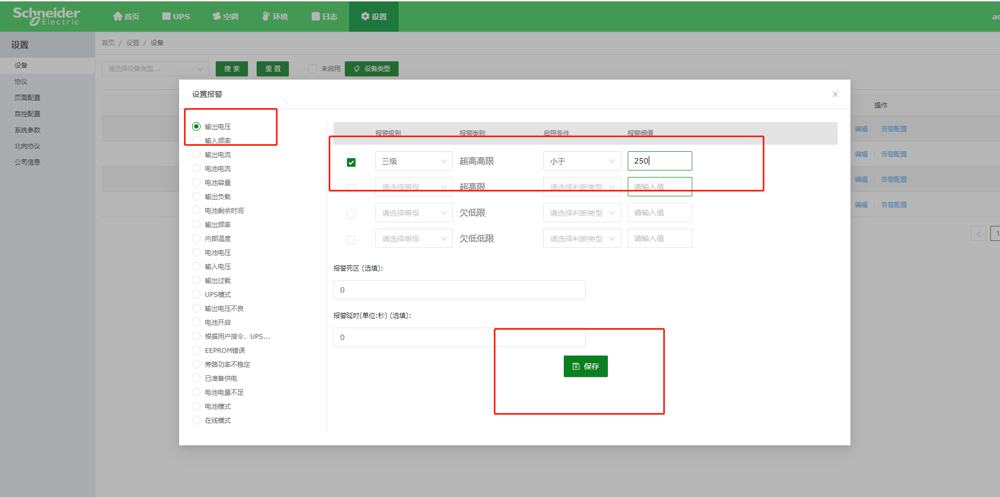 Schneider
Electric
首页
UPS
空调
环境
日志
设置
设置
首页 / 设置 / 设备
设备
协议
页面配置
自控配置
系统参数
北向协议
公司信息
请选择设备类型...
搜 索
重 置
未启用
设备类型
操作
编辑 告警配置
编辑 告警配置
编辑 告警配置
编辑 告警配置
1
设置报警
输出电压
输入频率
输出电流
电池电流
电池容量
输出负载
电池剩余时间
输出频率
内部温度
电池电压
输入电压
输出过载
UPS模式
输出电压不良
电池开启
根据用户指令，UPS...
EEPROM错误
旁路功率不稳定
已准备供电
电池电量不足
电池模式
在线模式
报警级别 报警类别 启用条件 报警阀值
三级 超高高限 小于 250
请选择等级 超高限 请选择判断类型 请输入值
请选择等级 欠低限 请选择判断类型 请输入值
请选择等级 欠低低限 请选择判断类型 请输入值
报警死区 (选填):
0
报警延时(单位:秒) (选填):
0
保存